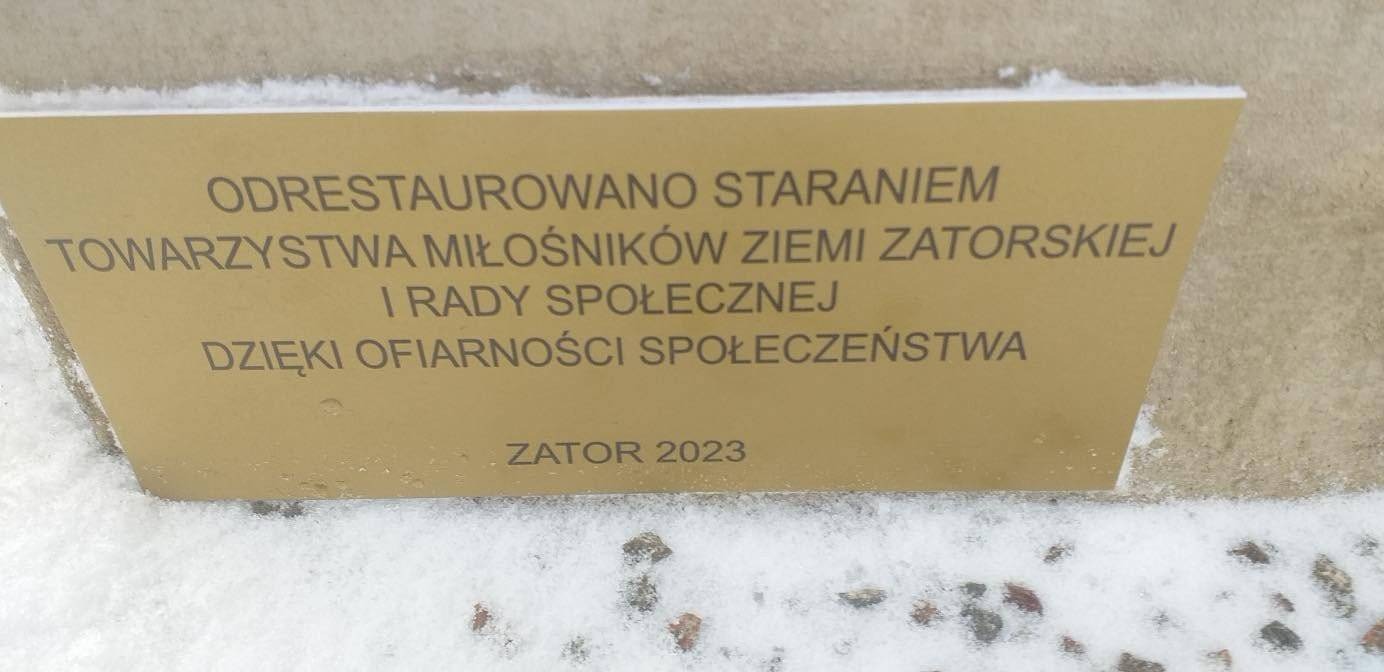 ODRESTAUROWANO STARANIEM
TOWARZYSTWA MIŁOŚNIKÓW ZIEMI ZATORSKIEJ
I RADY SPOŁECZNEJ
DZIĘKI OFIARNOŚCI SPOŁECZEŃSTWA
ZATOR 2023